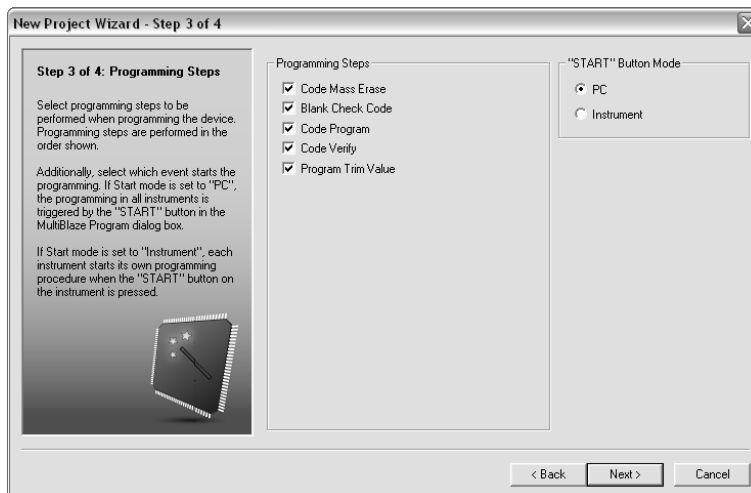 New Project Wizard - Step 3 of 4
Step 3 of 4: Programming Steps
Select programming steps to be
performed when programming the device.
Programming steps are performed in the
order shown.
Additionally, select which event starts the
programming. If Start mode is set to "PC",
the programming in all instruments is
triggered by the "START" button in the
MultiBlaze Program dialog box.
If Start mode is set to "Instrument", each
instrument starts its own programming
procedure when the "START" button on
the instrument is pressed.
Programming Steps
Code Mass Erase
Blank Check Code
Code Program
Code Verify
Program Trim Value
"START" Button Mode
PC
Instrument
< Back
Next >
Cancel